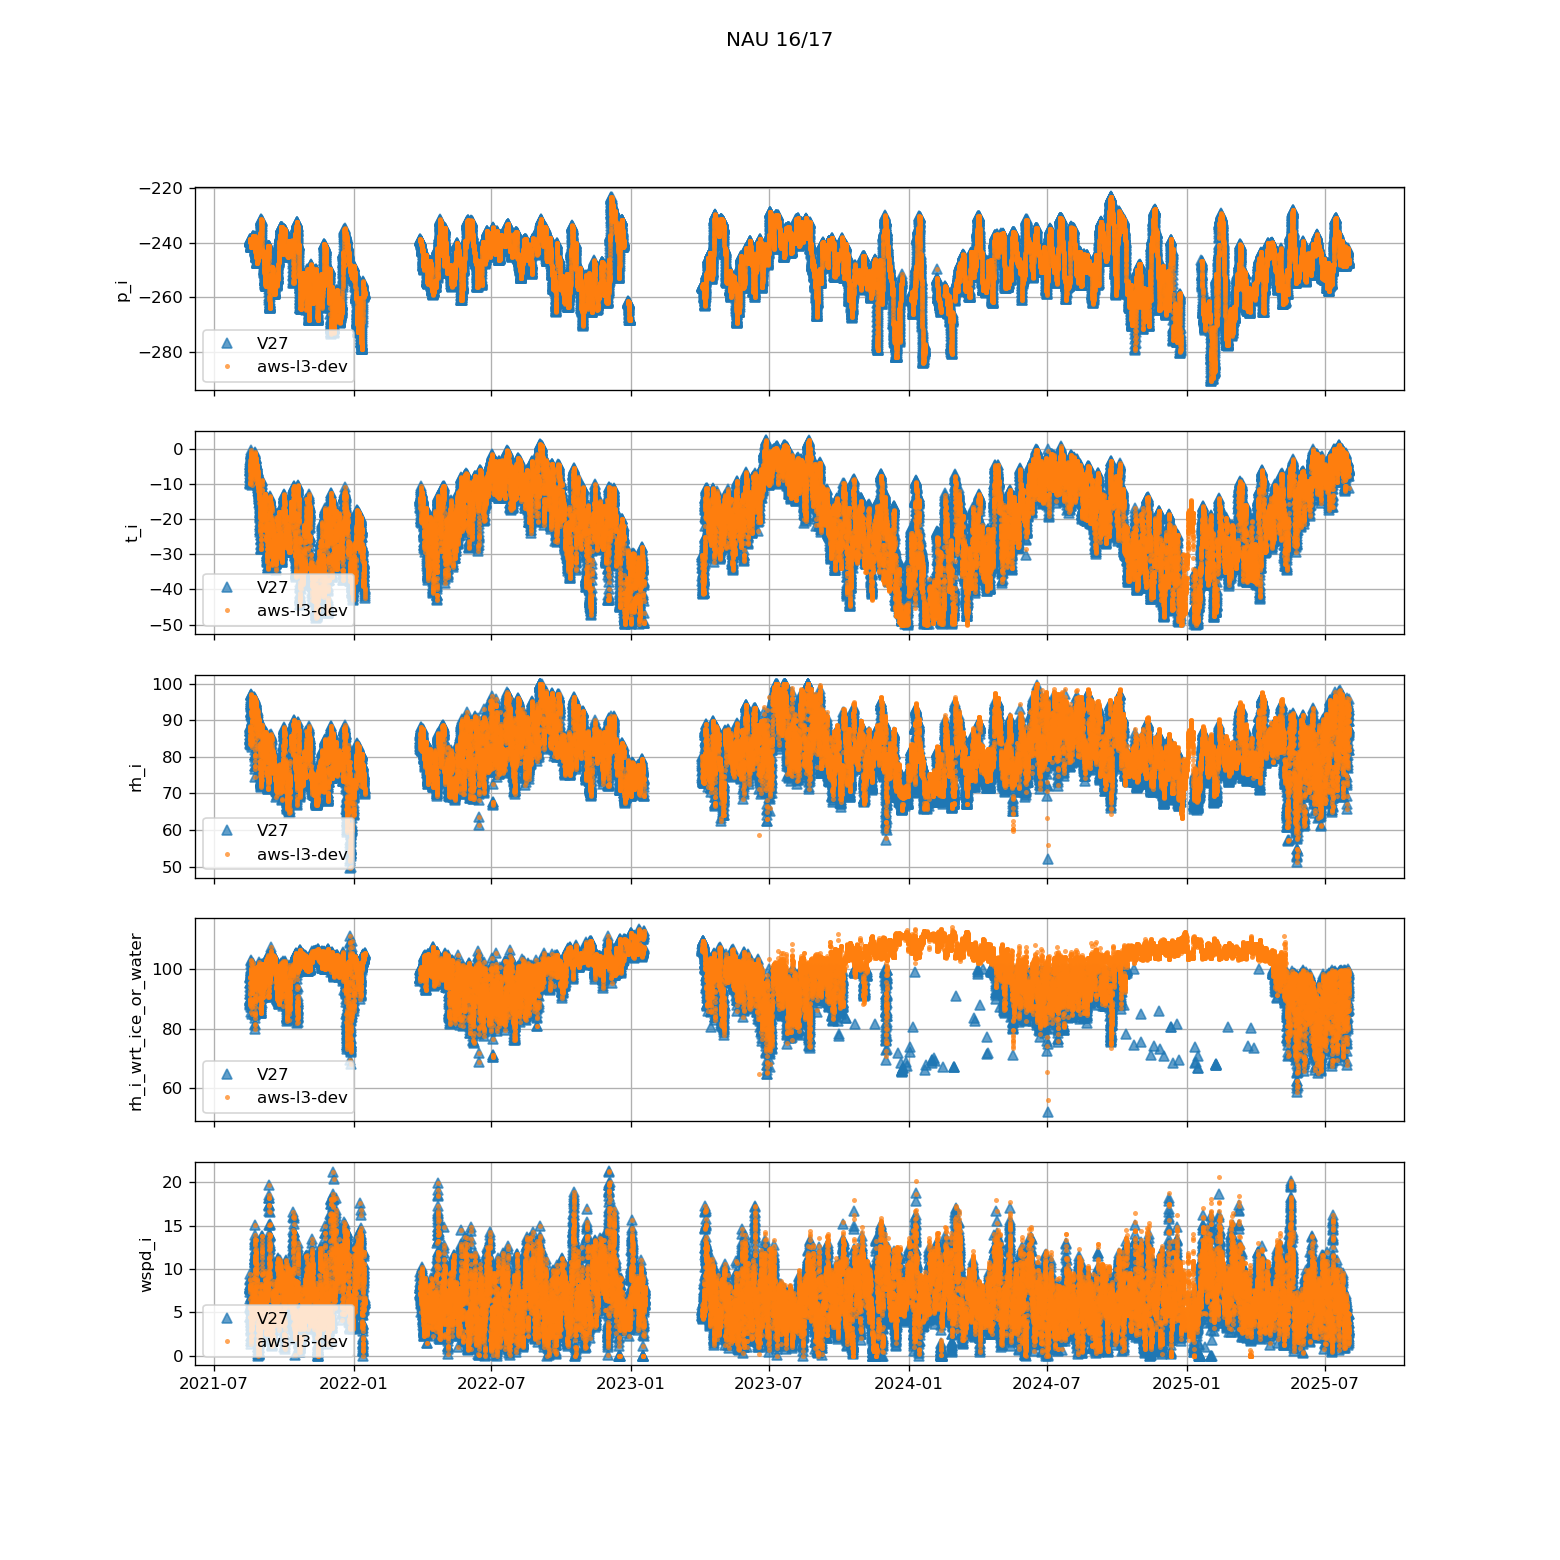 NAU 16/17
−220
−240
−260
−280
p_i
V27
aws-l3-dev
0
−10
−20
−30
−40
−50
t_i
V27
aws-l3-dev
100
90
80
70
60
50
rh_i
V27
aws-l3-dev
100
80
60
rh_i_wrt_ice_or_water
V27
aws-l3-dev
20
15
10
5
0
wspd_i
V27
aws-l3-dev
2021-07 2022-01 2022-07 2023-01 2023-07 2024-01 2024-07 2025-01 2025-07